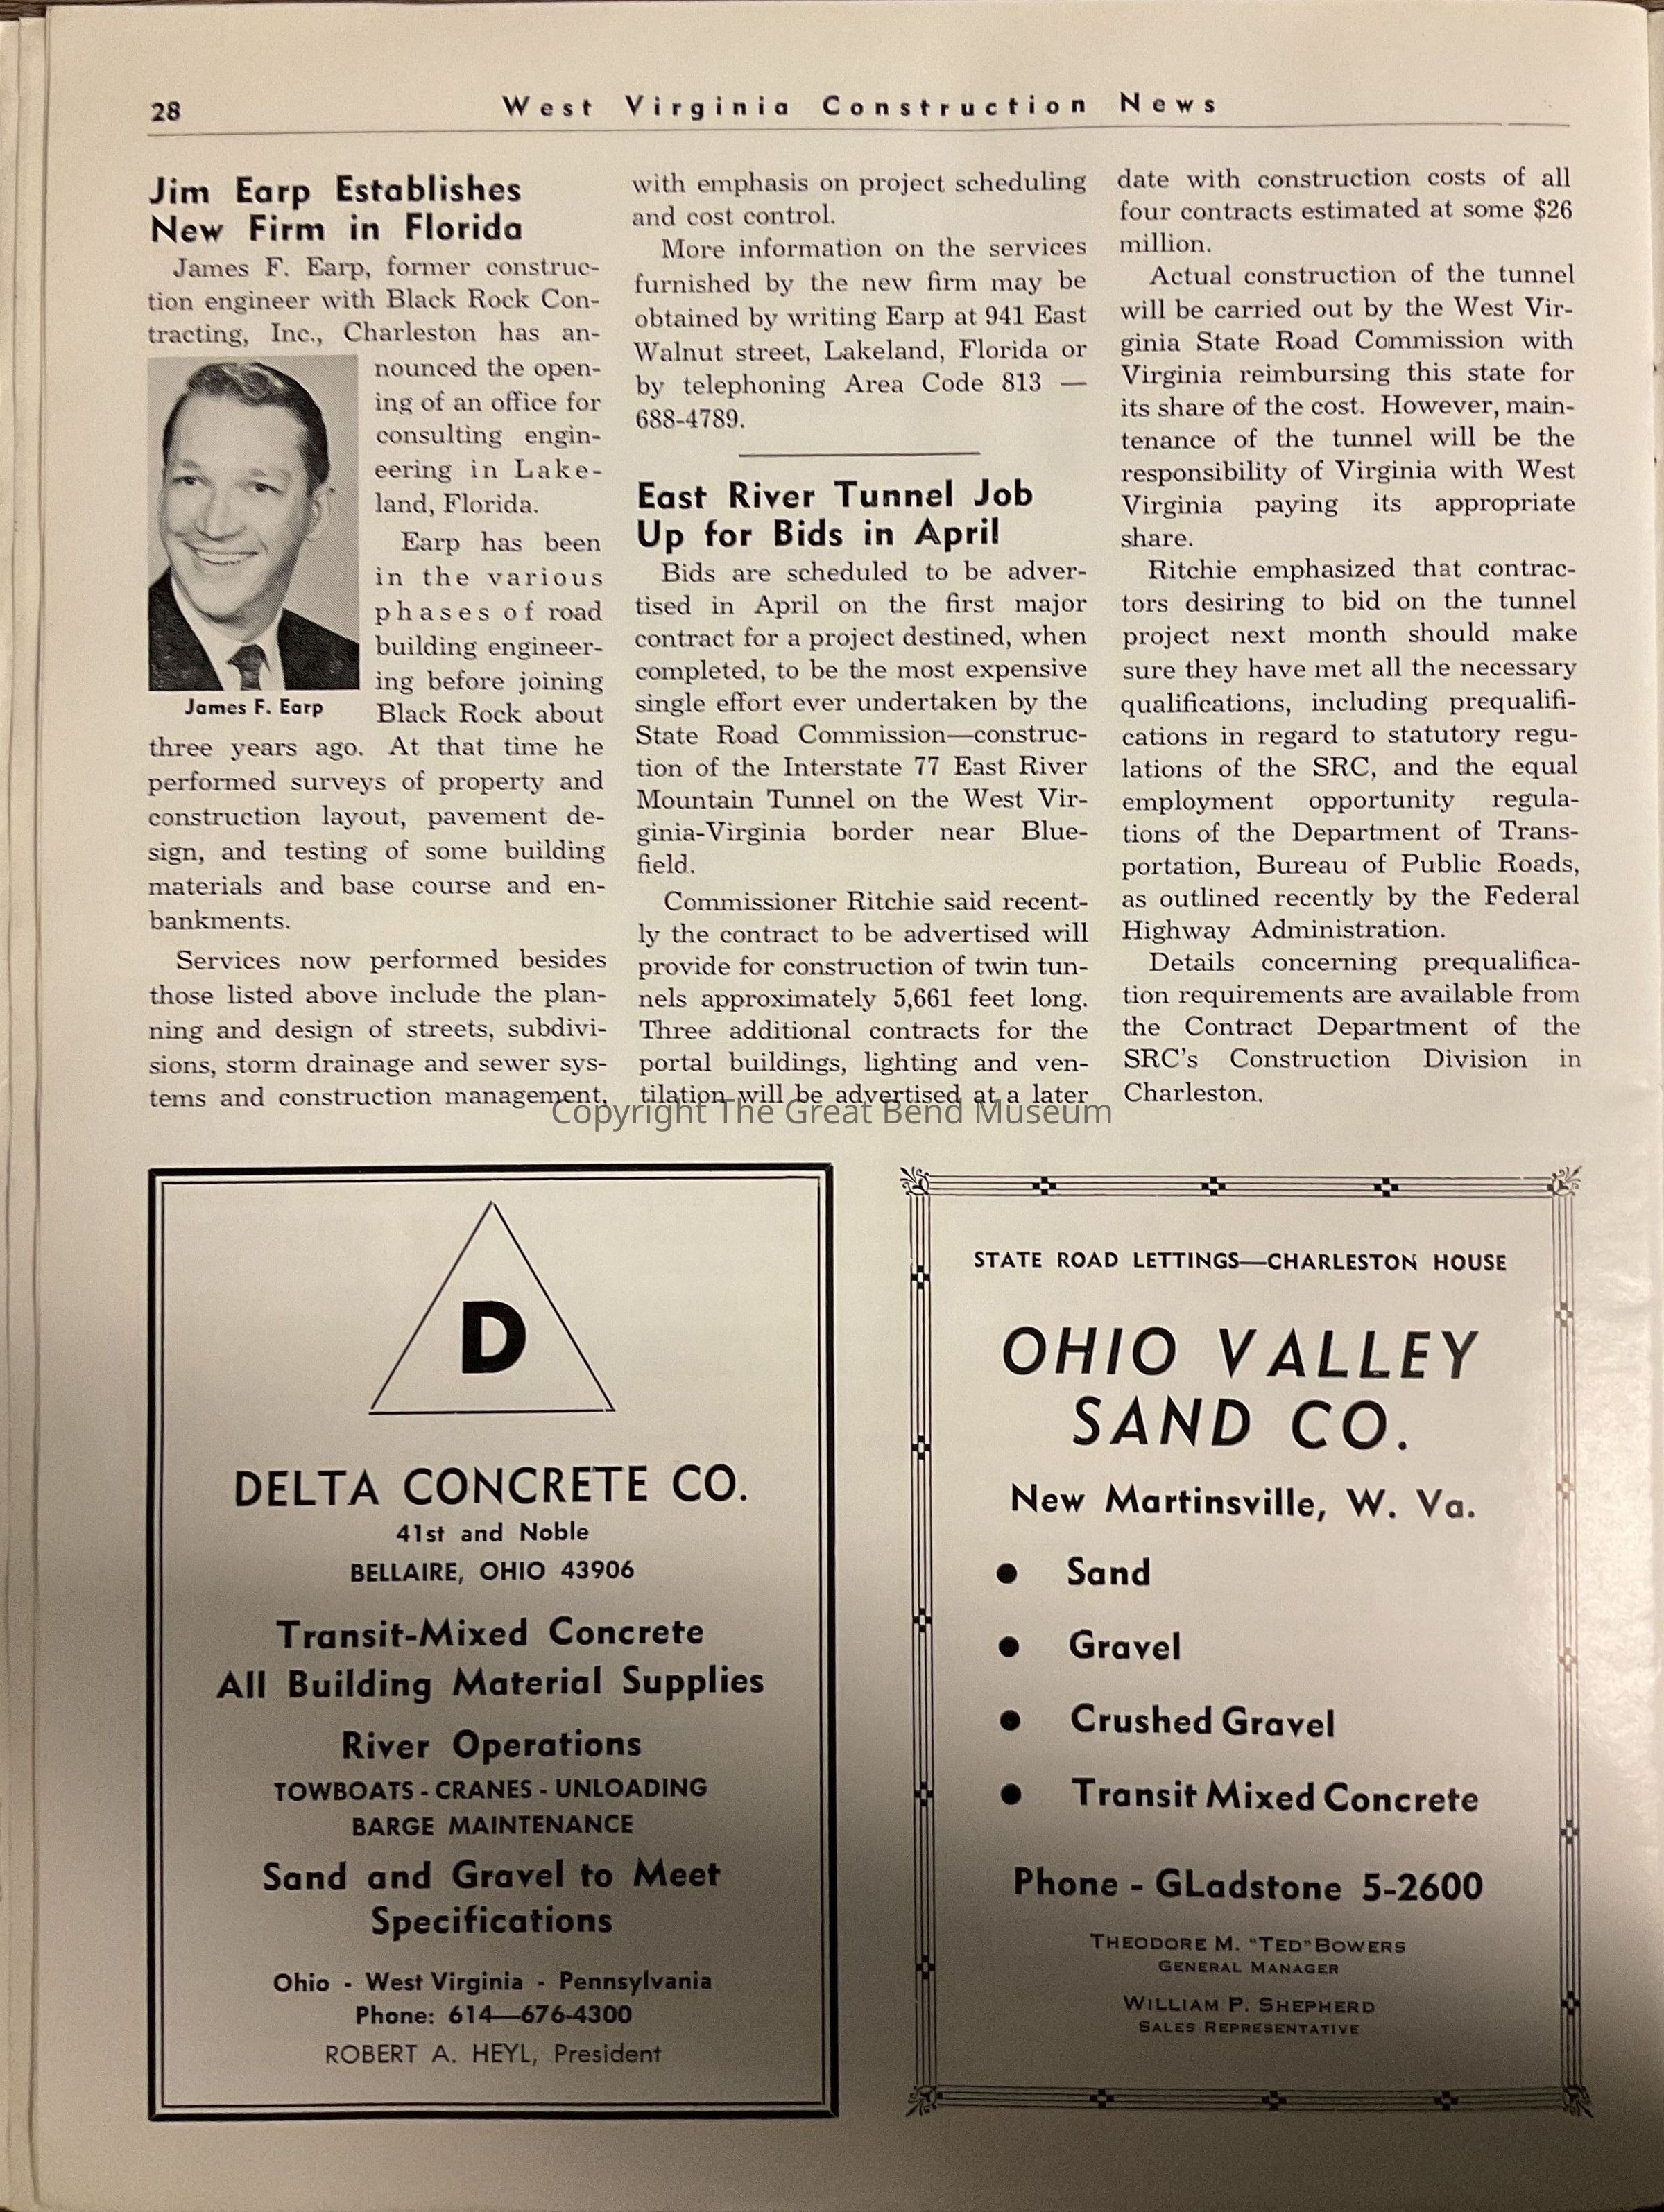 28
West Virginia Construction News
Jim Earp Establishes
New Firm in Florida
James F. Earp, former construc-
tion engineer with Black Rock Con-
tracting, Inc., Charleston has an-
nounced the open-
ing of an office for
consulting engin-
eering in Lake-
land, Florida.
Earp has been
in the various
phases of road
building engineer-
ing before joining
Black Rock about
James F. Earp
three years ago. At that time he
performed surveys of property and
construction layout, pavement de-
sign, and testing of some building
materials and base course and en-
bankments.
Services now performed besides
those listed above include the plan-
ning and design of streets, subdivi-
sions, storm drainage and sewer sys-
tems and construction management,
with emphasis on project scheduling
and cost control.
More information on the services
furnished by the new firm may be
obtained by writing Earp at 941 East
Walnut street, Lakeland, Florida or
by telephoning Area Code 813 —
688-4789.
East River Tunnel Job
Up for Bids in April
Bids are scheduled to be adver-
tised in April on the first major
contract for a project destined, when
completed, to be the most expensive
single effort ever undertaken by the
State Road Commission—construc-
tion of the Interstate 77 East River
Mountain Tunnel on the West Vir-
ginia-Virginia border near Blue-
field.
Commissioner Ritchie said recent-
ly the contract to be advertised will
provide for construction of twin tun-
nels approximately 5,661 feet long.
Three additional contracts for the
portal buildings, lighting and ven-
tilation will be advertised at a later
date with construction costs of all
four contracts estimated at some $26
million.
Actual construction of the tunnel
will be carried out by the West Vir-
ginia State Road Commission with
Virginia reimbursing this state for
its share of the cost. However, main-
tenance of the tunnel will be the
responsibility of Virginia with West
Virginia paying its appropriate
share.
Ritchie emphasized that contrac-
tors desiring to bid on the tunnel
project next month should make
sure they have met all the necessary
qualifications, including prequalifi-
cations in regard to statutory regu-
lations of the SRC, and the equal
employment opportunity regula-
tions of the Department of Trans-
portation, Bureau of Public Roads,
as outlined recently by the Federal
Highway Administration.
Details concerning prequalifica-
tion requirements are available from
the Contract Department of the
SRC's Construction Division in
Charleston.
Copyright The Great Bend Museum
D
DELTA CONCRETE CO.
41st and Noble
BELLAIRE, OHIO 43906
Transit-Mixed Concrete
All Building Material Supplies
River Operations
TOWBOATS - CRANES - UNLOADING
BARGE MAINTENANCE
Sand and Gravel to Meet
Specifications
Ohio - West Virginia - Pennsylvania
Phone: 614—676-4300
ROBERT A. HEYL, President
STATE ROAD LETTINGS—CHARLESTON HOUSE
OHIO VALLEY
SAND CO.
New Martinsville, W. Va.
● Sand
● Gravel
● Crushed Gravel
● Transit Mixed Concrete
Phone - GLadstone 5-2600
THEODORE M. "TED" BOWERS
GENERAL MANAGER
WILLIAM P. SHEPHERD
SALES REPRESENTATIVE